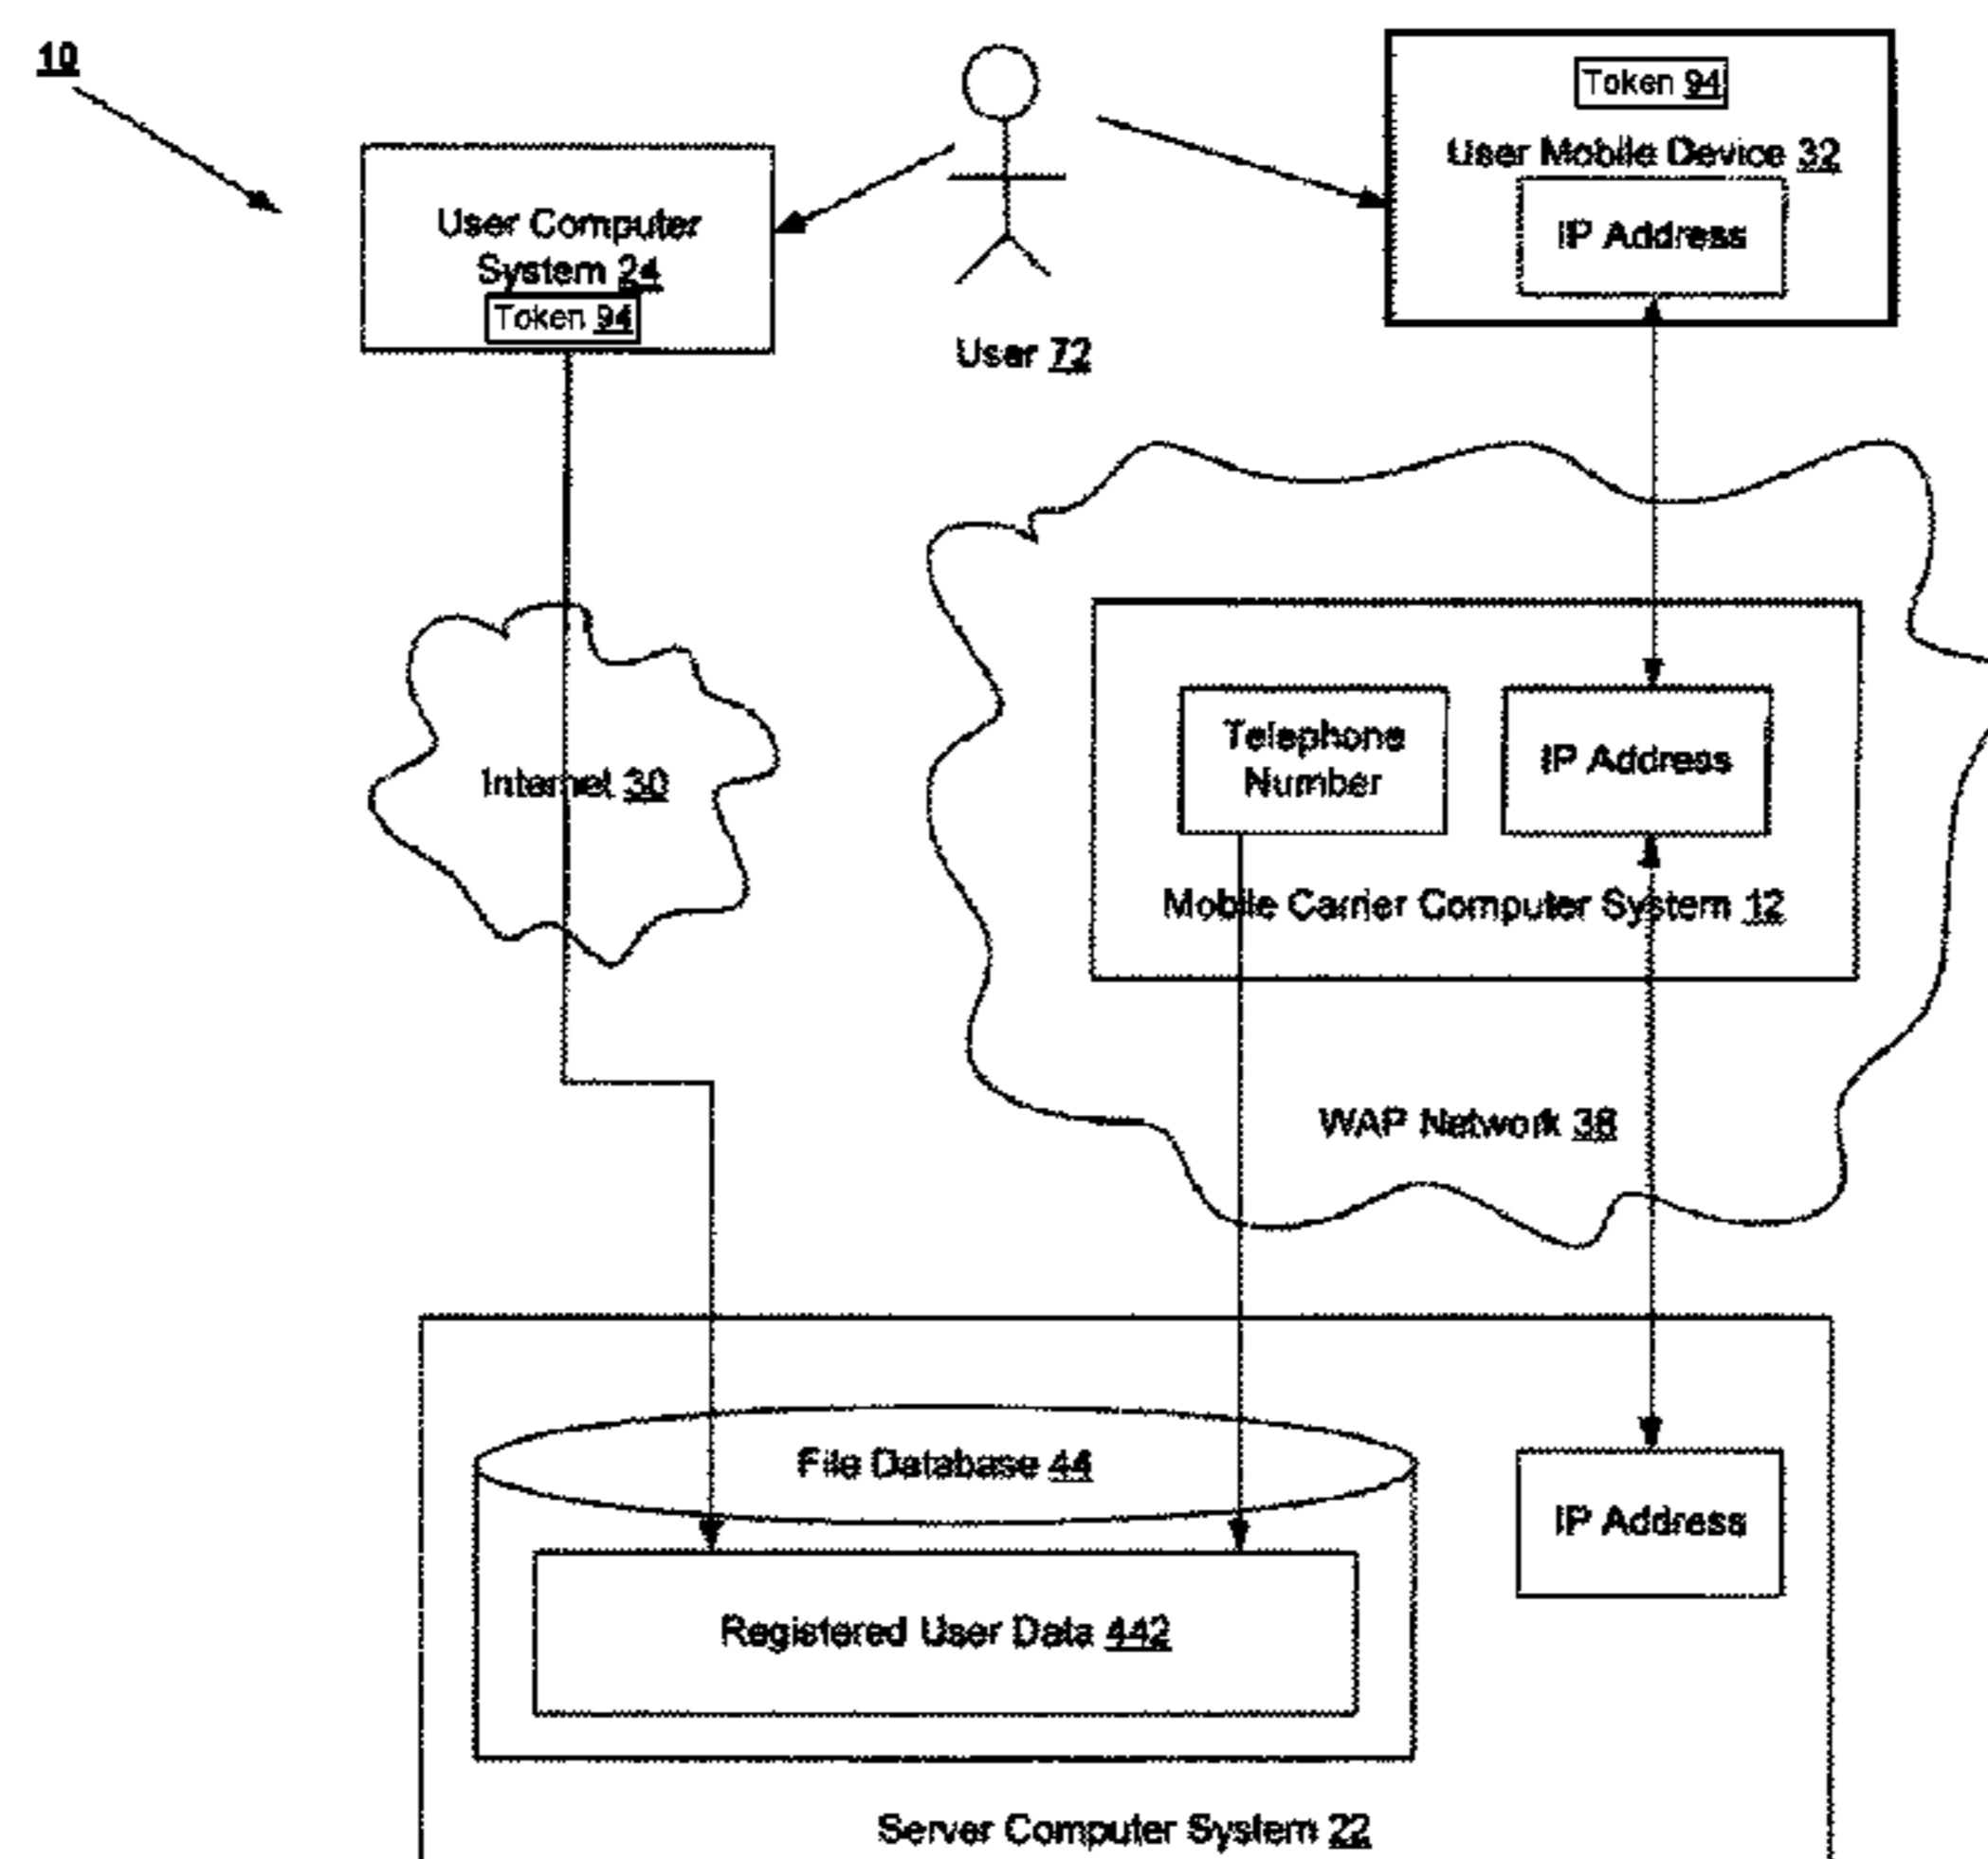 10
Token 94
User Mobile Device 32
IP Address
User Computer
System 24
Token 94
User 72
Telephone
Number
IP Address
Internet 30
Mobile Carrier Computer System 12
WAP Network 38
File Database 44
IP Address
Registered User Data 442
Server Computer System 22